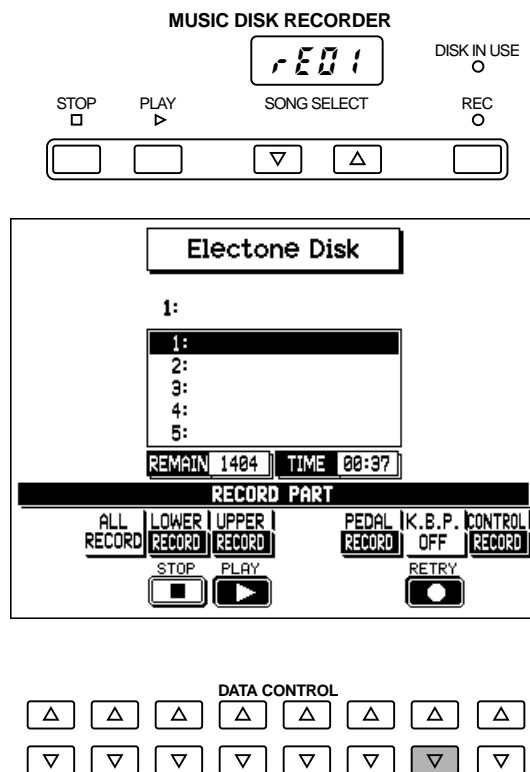 MUSIC DISK RECORDER
rE01
DISK IN USE
STOP PLAY SONG SELECT REC
Electone Disk
1:
1:
2:
3:
4:
5:
REMAIN 1404 TIME 00:37
RECORD PART
ALL LOWER UPPER PEDAL K.B.P. CONTROL
RECORD RECORD RECORD RECORD OFF RECORD
STOP PLAY RETRY
DATA CONTROL